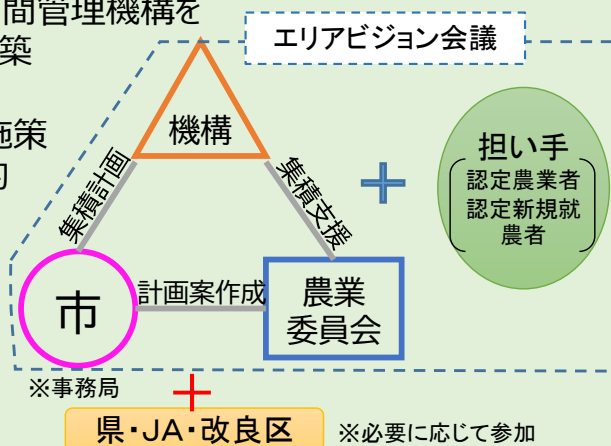 間管理機構を
築
施策
的
エリアビジョン会議
機構
集積計画
集積支援
担い手
認定農業者
認定新規就
農者
市
計画案作成
農業
委員会
※事務局
県・JA・改良区
※必要に応じて参加